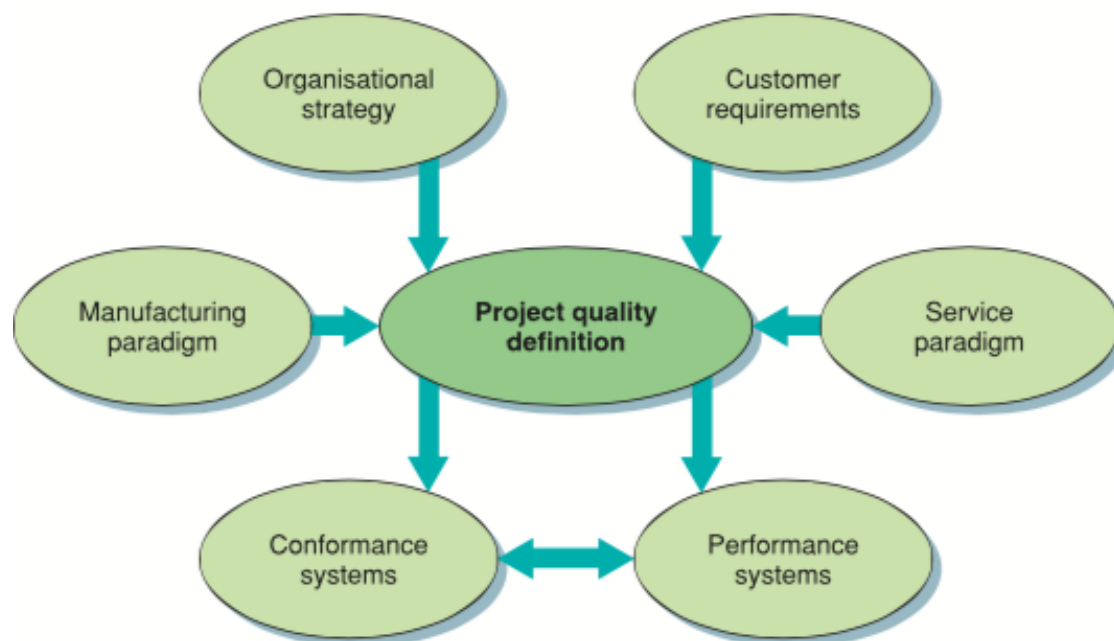 Organisational
strategy
Customer
requirements
Manufacturing
paradigm
Project quality
definition
Service
paradigm
Conformance
systems
Performance
systems